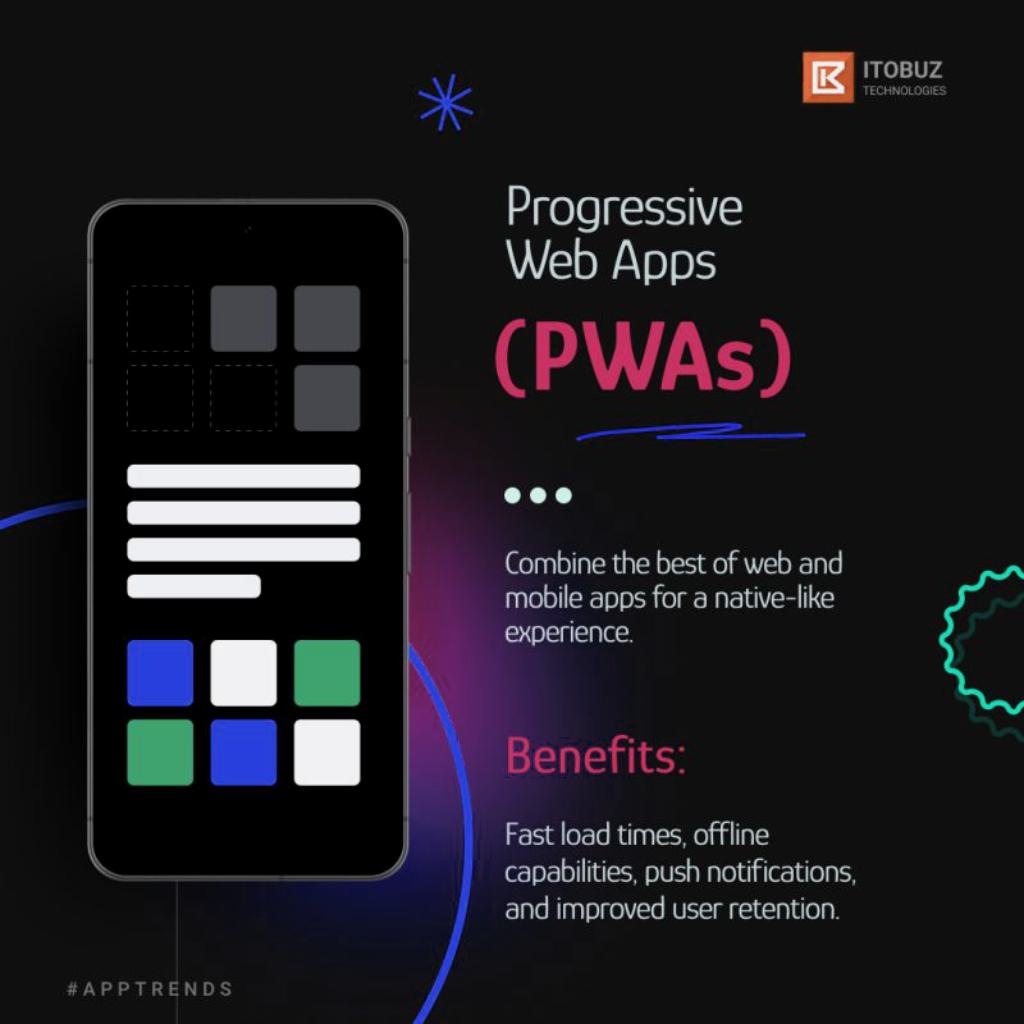 ITOBUZ
TECHNOLOGIES
Progressive
Web Apps
(PWAs)
Combine the best of web and
mobile apps for a native-like
experience.
Benefits:
Fast load times, offline
capabilities, push notifications,
and improved user retention.
#APPTRENDS